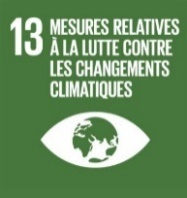 13 MESURES RELATIVES
À LA LUTTE CONTRE
LES CHANGEMENTS
CLIMATIQUES